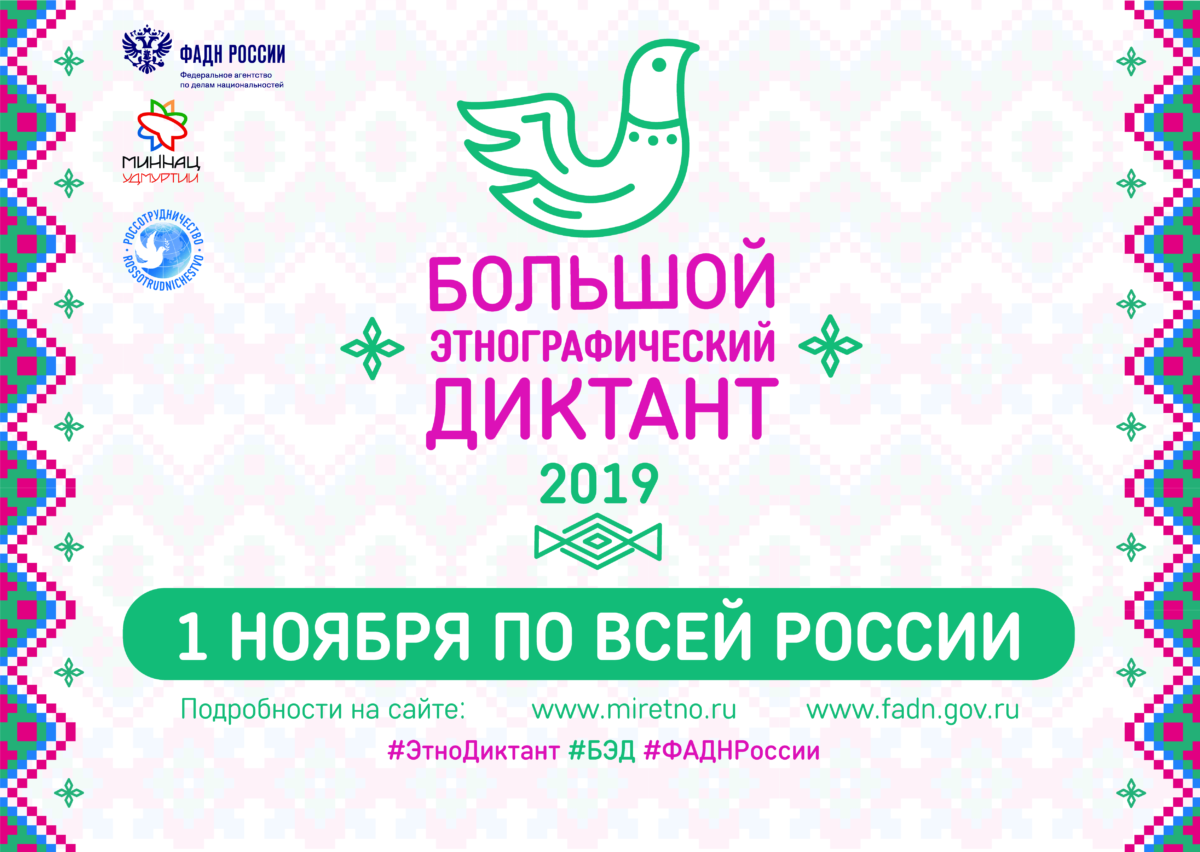 ФАДН РОССИИ
Федеральное агентство
по делам национальностей
МИННАЦ
УДМУРТИИ
РОССОТРУДНИЧЕСТВО
ROSSOTRUDNICHESTVO
БОЛЬШОЙ
ЭТНОГРАФИЧЕСКИЙ
ДИКТАНТ
2019
1 НОЯБРЯ ПО ВСЕЙ РОССИИ
Подробности на сайте: www.miretno.ru www.fadn.gov.ru
#ЭтноДиктант #БЭД #ФАДНРоссии